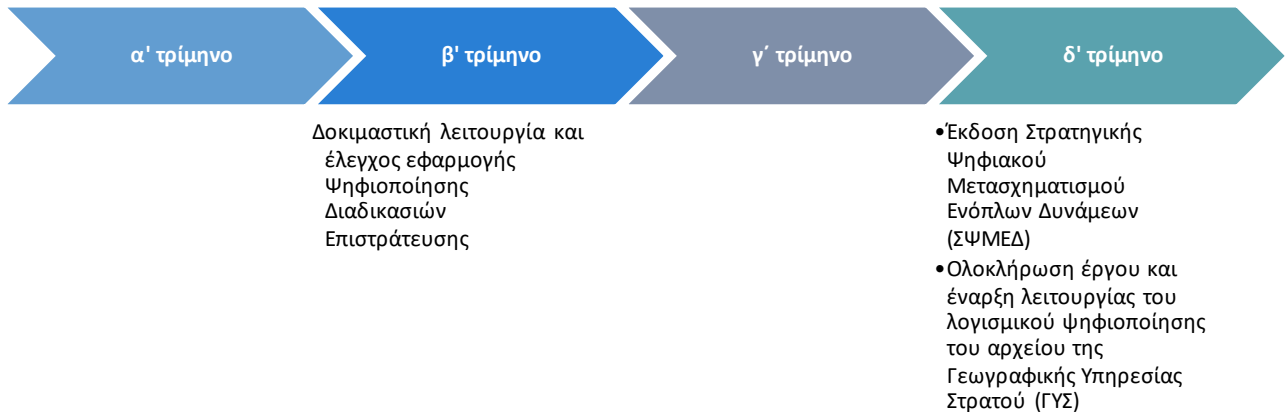 α' τρίμηνο
β' τρίμηνο
γ΄ τρίμηνο
δ' τρίμηνο
Δοκιμαστική λειτουργία και
έλεγχος εφαρμογής
Ψηφιοποίησης
Διαδικασιών
Επιστράτευσης
•Έκδοση Στρατηγικής
Ψηφιακού
Μετασχηματισμού
Ενόπλων Δυνάμεων
(ΣΨΜΕΔ)
•Ολοκλήρωση έργου και
έναρξη λειτουργίας του
λογισμικού ψηφιοποίησης
του αρχείου της
Γεωγραφικής Υπηρεσίας
Στρατού (ΓΥΣ)